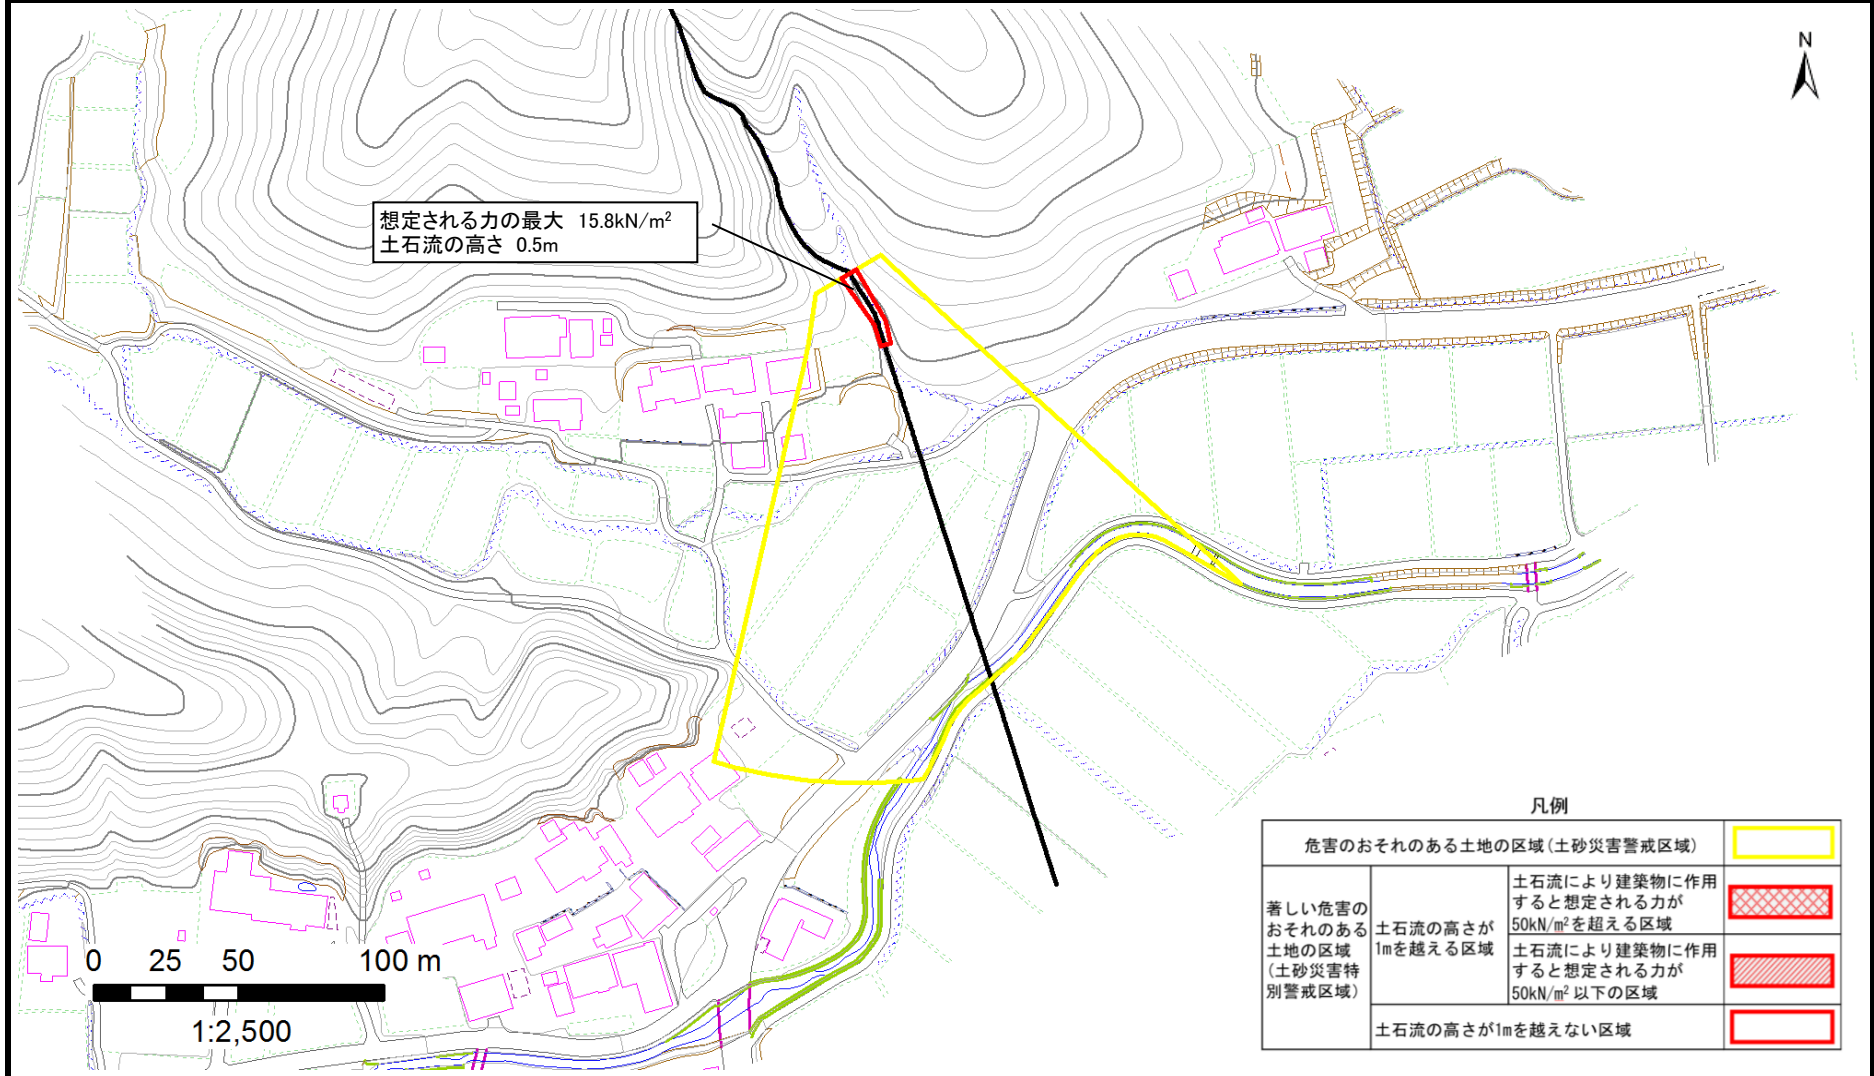 N
想定される力の最大 15.8kN/m²
土石流の高さ 0.5m
0 25 50 100 m
1:2,500
凡例
危害のおそれのある土地の区域(土砂災害警戒区域)
著しい危害の
おそれのある
土地の区域
(土砂災害特
別警戒区域)
土石流の高さが
1mを越える区域
土石流により建築物に作用
すると想定される力が
50kN/m²を超える区域
土石流により建築物に作用
すると想定される力が
50kN/m² 以下の区域
土石流の高さが1mを越えない区域